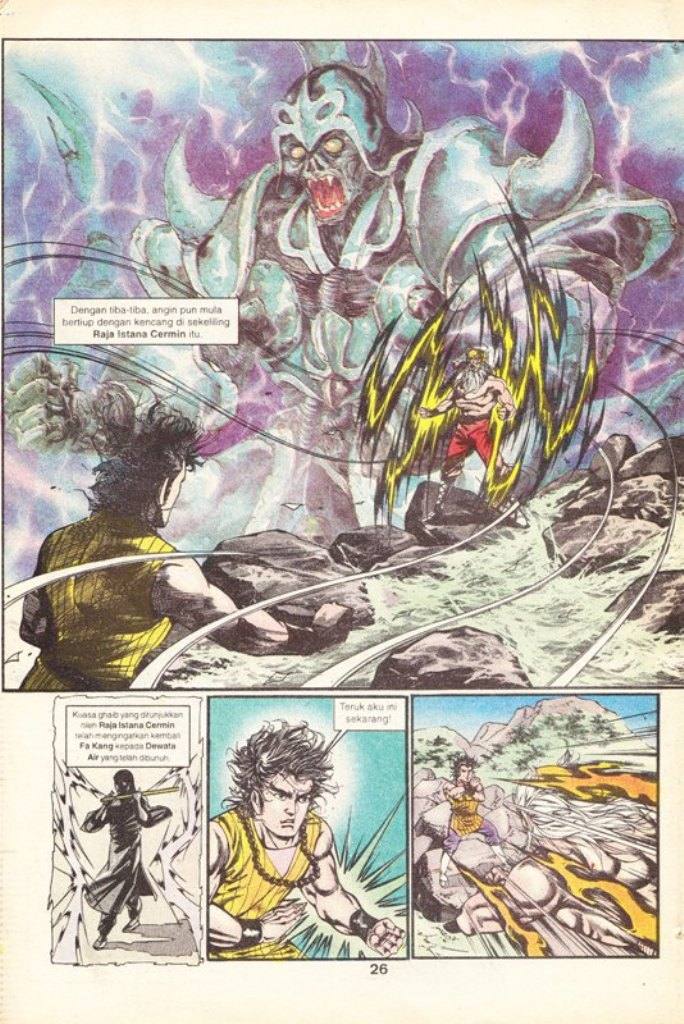 Dengan tiba-tiba, angin pun mula
bertiup dengan kencang di sekeliling
Raja Istana Cermin itu.
Kuasa ghaib yang ditunjukkan
oleh Raja Istana Cermin
telah mengingatkan kembali
Fa Kang kepada Dewata
Air yang telah dibunuh.
Teruk aku ini
sekarang!
26